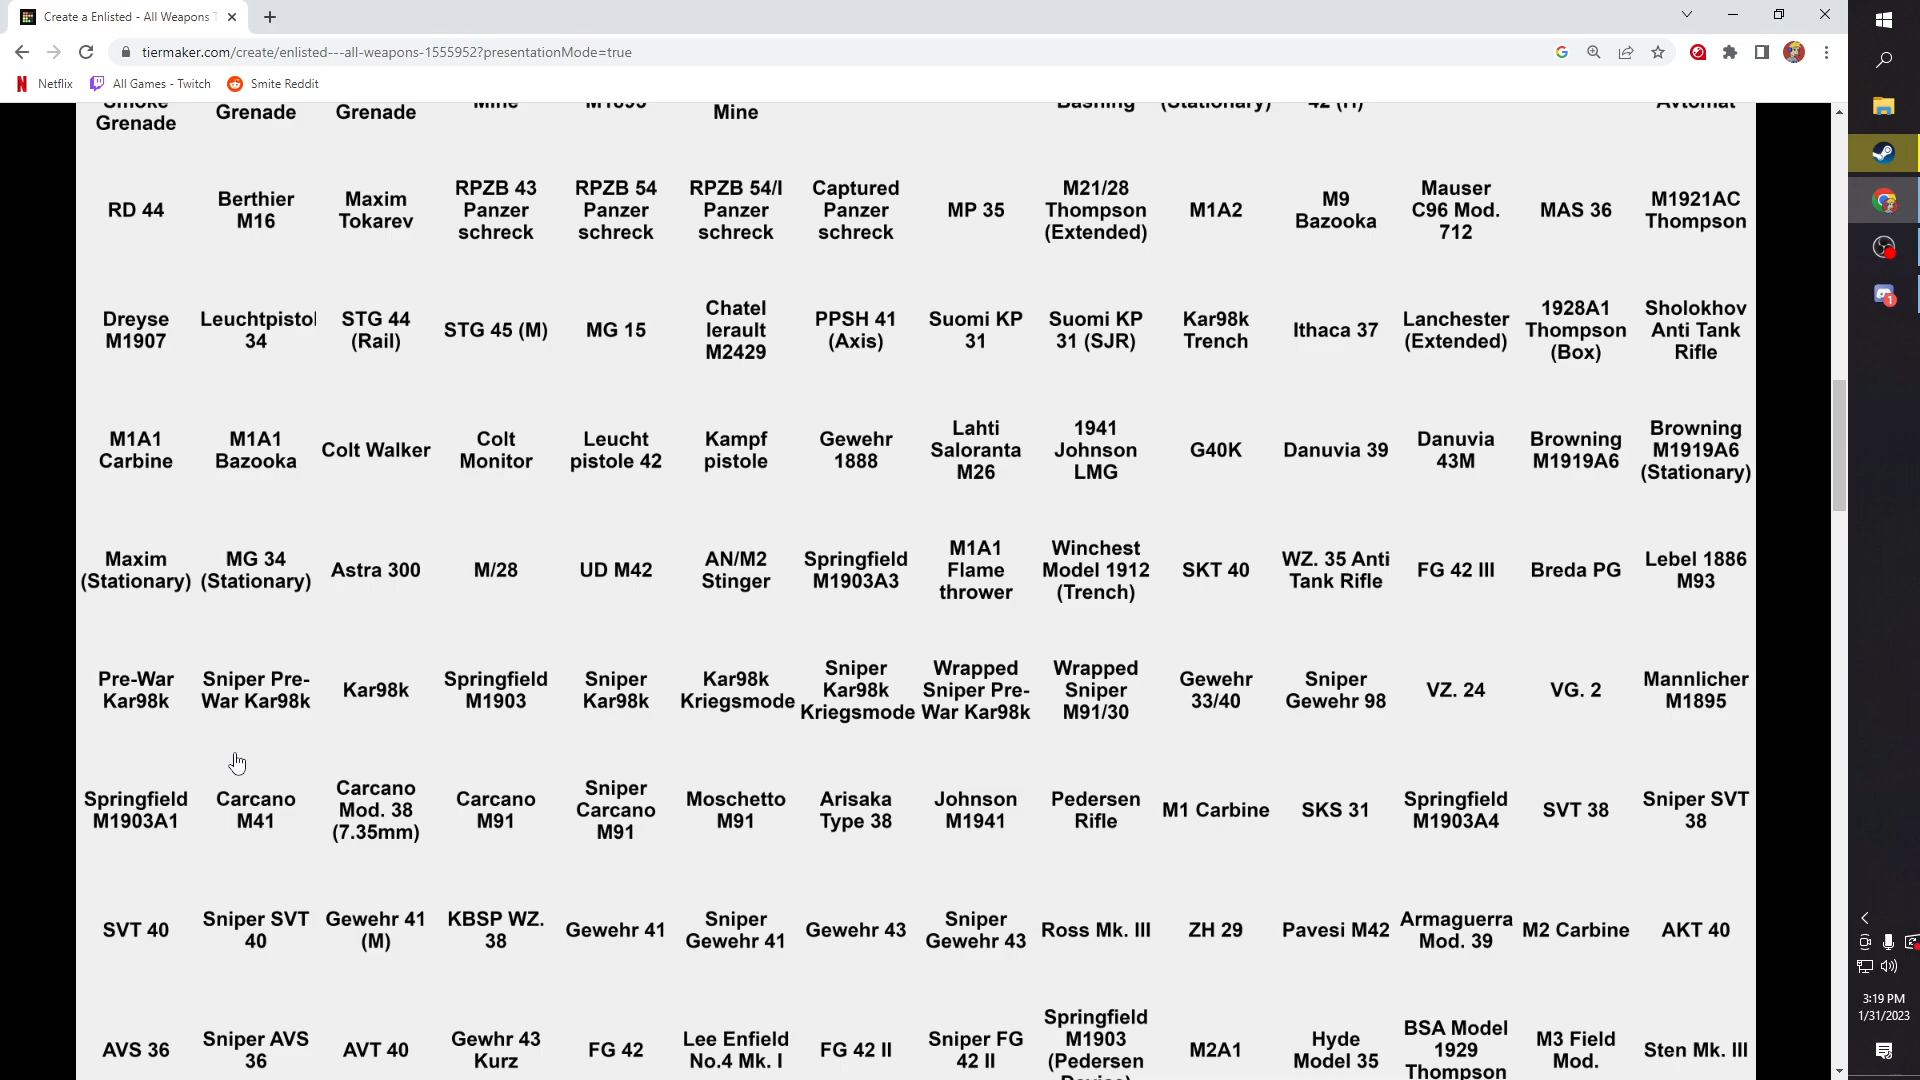 Create a Enlisted - All Weapons T
tiermaker.com/create/enlisted---all-weapons-1555952?presentationMode=true
Netflix
All Games - Twitch
Smite Reddit
Smoke
Grenade
Grenade
Grenade
Mine
M1895
Mine
Bashing
(Stationary)
42 (H)
Avtomat
RD 44
Berthier
M16
Maxim
Tokarev
RPZB 43
Panzer
schreck
RPZB 54
Panzer
schreck
RPZB 54/I
Panzer
schreck
Captured
Panzer
schreck
MP 35
M21/28
Thompson
(Extended)
M1A2
M9
Bazooka
Mauser
C96 Mod.
712
MAS 36
M1921AC
Thompson
Dreyse
M1907
Leuchtpistol
34
STG 44
(Rail)
STG 45 (M)
MG 15
Chatel
lerault
M2429
PPSH 41
(Axis)
Suomi KP
31
Suomi KP
31 (SJR)
Kar98k
Trench
Ithaca 37
Lanchester
(Extended)
1928A1
Thompson
(Box)
Sholokhov
Anti Tank
Rifle
M1A1
Carbine
M1A1
Bazooka
Colt Walker
Colt
Monitor
Leucht
pistole 42
Kampf
pistole
Gewehr
1888
Lahti
Saloranta
M26
1941
Johnson
LMG
G40K
Danuvia 39
Danuvia
43M
Browning
M1919A6
Browning
M1919A6
(Stationary)
Maxim
(Stationary)
MG 34
(Stationary)
Astra 300
M/28
UD M42
AN/M2
Stinger
Springfield
M1903A3
M1A1
Flame
thrower
Winchest
Model 1912
(Trench)
SKT 40
WZ. 35 Anti
Tank Rifle
FG 42 III
Breda PG
Lebel 1886
M93
Pre-War
Kar98k
Sniper Pre-
War Kar98k
Kar98k
Springfield
M1903
Sniper
Kar98k
Kar98k
Kriegsmode
Sniper
Kar98k
Kriegsmode
Wrapped
Sniper Pre-
War Kar98k
Wrapped
Sniper
M91/30
Gewehr
33/40
Sniper
Gewehr 98
VZ. 24
VG. 2
Mannlicher
M1895
Springfield
M1903A1
Carcano
M41
Carcano
Mod. 38
(7.35mm)
Carcano
M91
Sniper
Carcano
M91
Moschetto
M91
Arisaka
Type 38
Johnson
M1941
Pedersen
Rifle
M1 Carbine
SKS 31
Springfield
M1903A4
SVT 38
Sniper SVT
38
SVT 40
Sniper SVT
40
Gewehr 41
(M)
KBSP WZ.
38
Gewehr 41
Sniper
Gewehr 41
Gewehr 43
Sniper
Gewehr 43
Ross Mk. III
ZH 29
Pavesi M42
Armaguerra
Mod. 39
M2 Carbine
AKT 40
AVS 36
Sniper AVS
36
AVT 40
Gewhr 43
Kurz
FG 42
Lee Enfield
No.4 Mk. I
FG 42 II
Sniper FG
42 II
Springfield
M1903
(Pedersen
M2A1
Hyde
Model 35
BSA Model
1929
Thompson
M3 Field
Mod.
Sten Mk. III
1
3:19 PM
1/31/2023